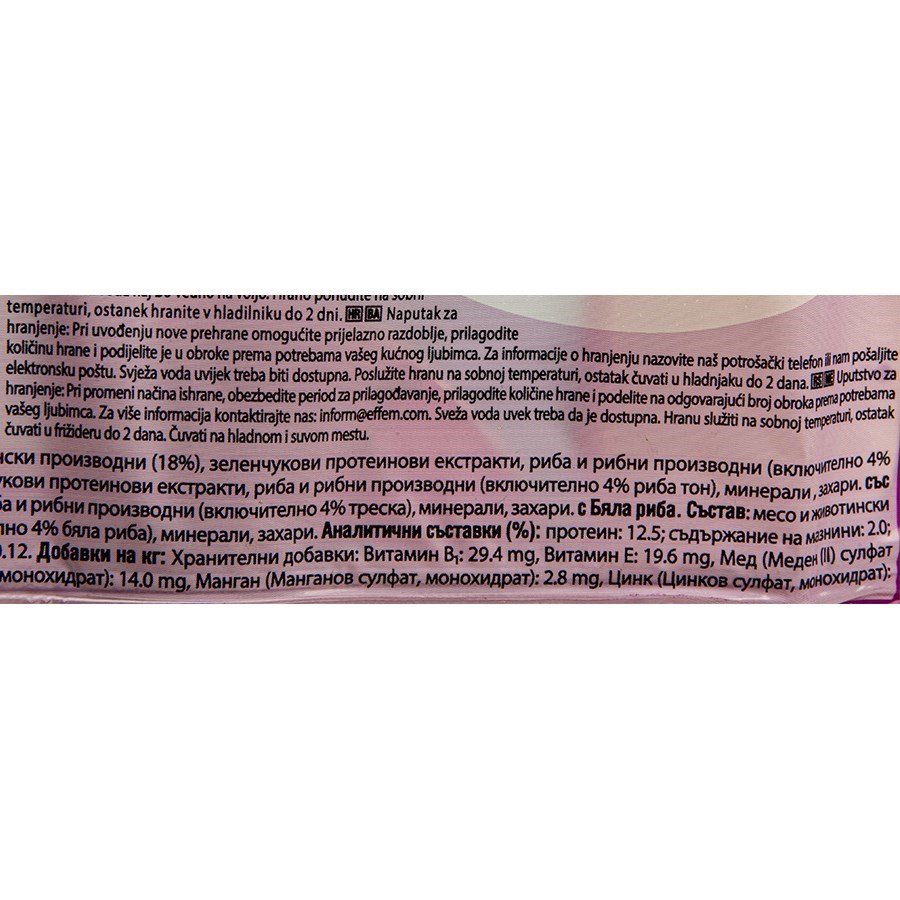 vedno na voljo. Hrano ponudite na sobni
temperaturi, ostanek hranite v hladilniku do 2 dni. HR BA Naputak za
hranjenje: Pri uvođenju nove prehrane omogućite prijelazno razdoblje, prilagodite
količinu hrane i podijelite je u obroke prema potrebama vašeg kućnog ljubimca. Za informacije o hranjenju nazovite naš potrošački telefon ili nam pošaljite
elektronsku poštu. Svježa voda uvijek treba biti dostupna. Poslužite hranu na sobnoj temperaturi, ostatak čuvati u hladnjaku do 2 dana. RS ME Uputstvo za
hranjenje: Pri promeni načina ishrane, obezbedite period za prilagođavanje, prilagodite količine hrane i podelite na odgovarajući broj obroka prema potrebama
vašeg ljubimca. Za više informacija kontaktirajte nas: inform@effem.com. Sveža voda uvek treba da je dostupna. Hranu služiti na sobnoj temperaturi, ostatak
čuvati u frižideru do 2 dana. Čuvati na hladnom i suvom mestu.
нски производни (18%), зеленчукови протеинови екстракти, риба и рибни производни (включително 4%
укови протеинови екстракти, риба и рибни производни (включително 4% риба тон), минерали, захари. със
а и рибни производни (включително 4% треска), минерали, захари. с Бяла риба. Състав: месо и животински
лно 4% бяла риба), минерали, захари. Аналитични съставки (%): протеин: 12.5; съдържание на мазнини: 2.0;
0.12. Добавки на кг: Хранителни добавки: Витамин B₁: 29.4 mg, Витамин E: 19.6 mg, Мед (Меден (II) сулфат
монохидрат): 14.0 mg, Манган (Манганов сулфат, монохидрат): 2.8 mg, Цинк (Цинков сулфат, монохидрат):